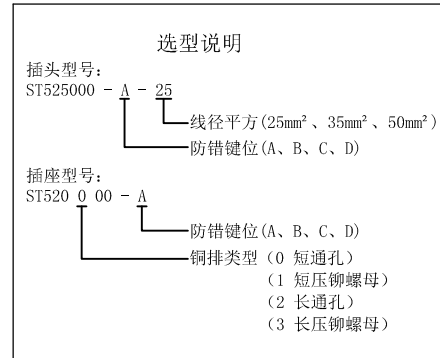 选型说明
插头型号:
ST525000 - A - 25
线径平方(25mm²、35mm²、50mm²)
防错键位(A、B、C、D)
插座型号:
ST520 0 00 - A
防错键位(A、B、C、D)
铜排类型（0 短通孔）
（1 短压铆螺母）
（2 长通孔）
（3 长压铆螺母）